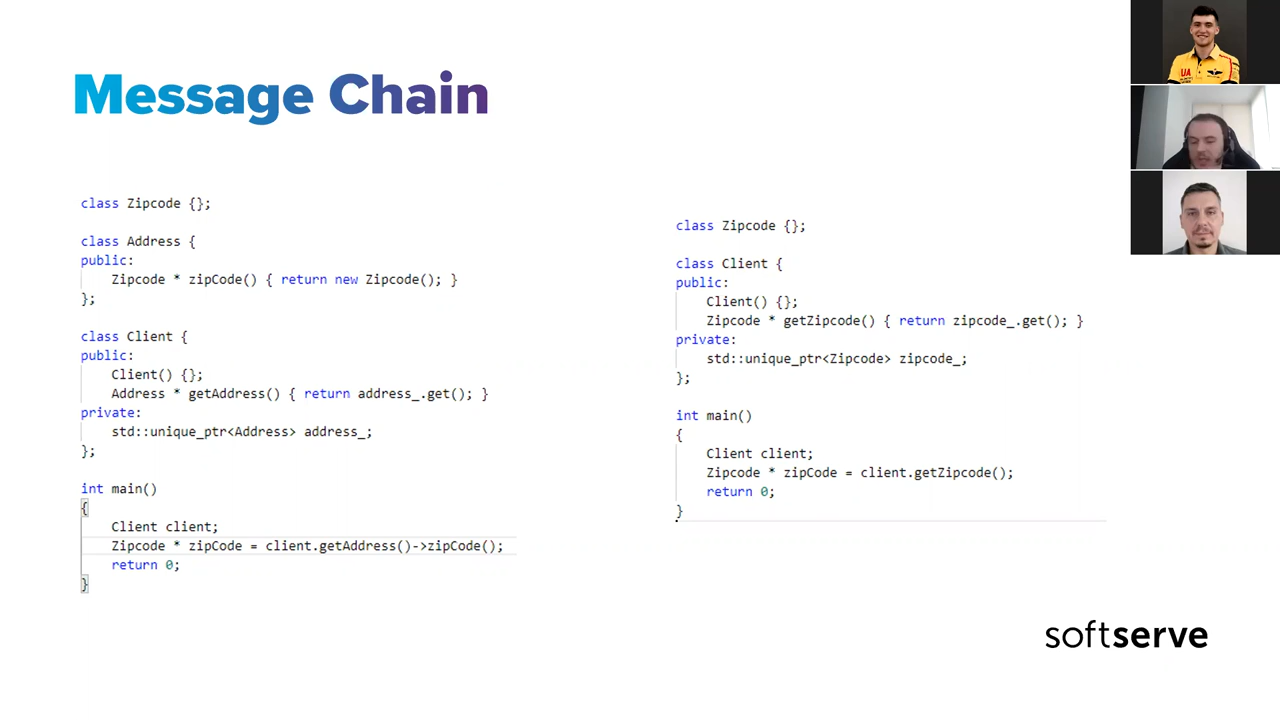 Message Chain
class Zipcode {};
class Address {
public:
Zipcode * zipCode() { return new Zipcode(); }
};
class Client {
public:
Client() {};
Address * getAddress() { return address_.get(); }
private:
std::unique_ptr<Address> address_;
};
int main()
{
Client client;
Zipcode * zipCode = client.getAddress()->zipCode();
return 0;
}
class Zipcode {};
class Client {
public:
Client() {};
Zipcode * getZipcode() { return zipcode_.get(); }
private:
std::unique_ptr<Zipcode> zipcode_;
};
int main()
{
Client client;
Zipcode * zipCode = client.getZipcode();
return 0;
}
UA
softserve